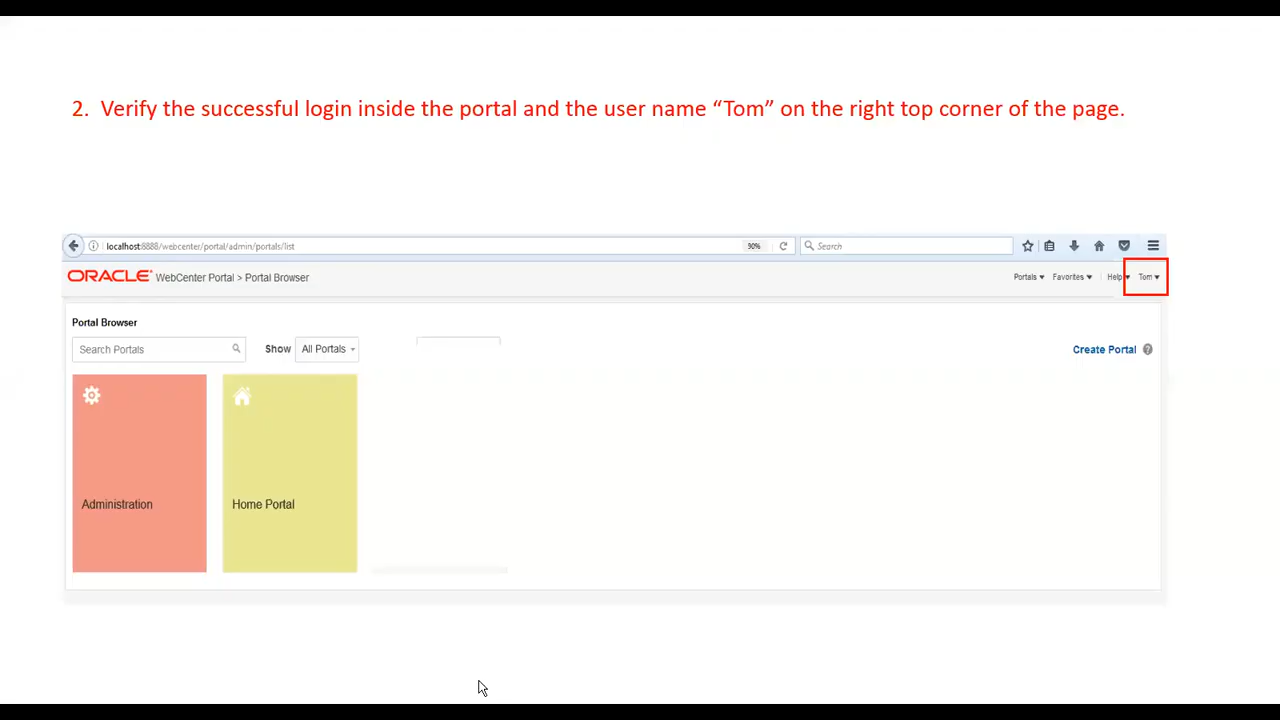 2. Verify the successful login inside the portal and the user name “Tom” on the right top corner of the page.
localhost:8888/webcenter/portal/admin/portals/list 90% Search
ORACLE WebCenter Portal > Portal Browser Portals Favorites Help Tom
Portal Browser
Search Portals Show All Portals Create Portal ?
Administration Home Portal